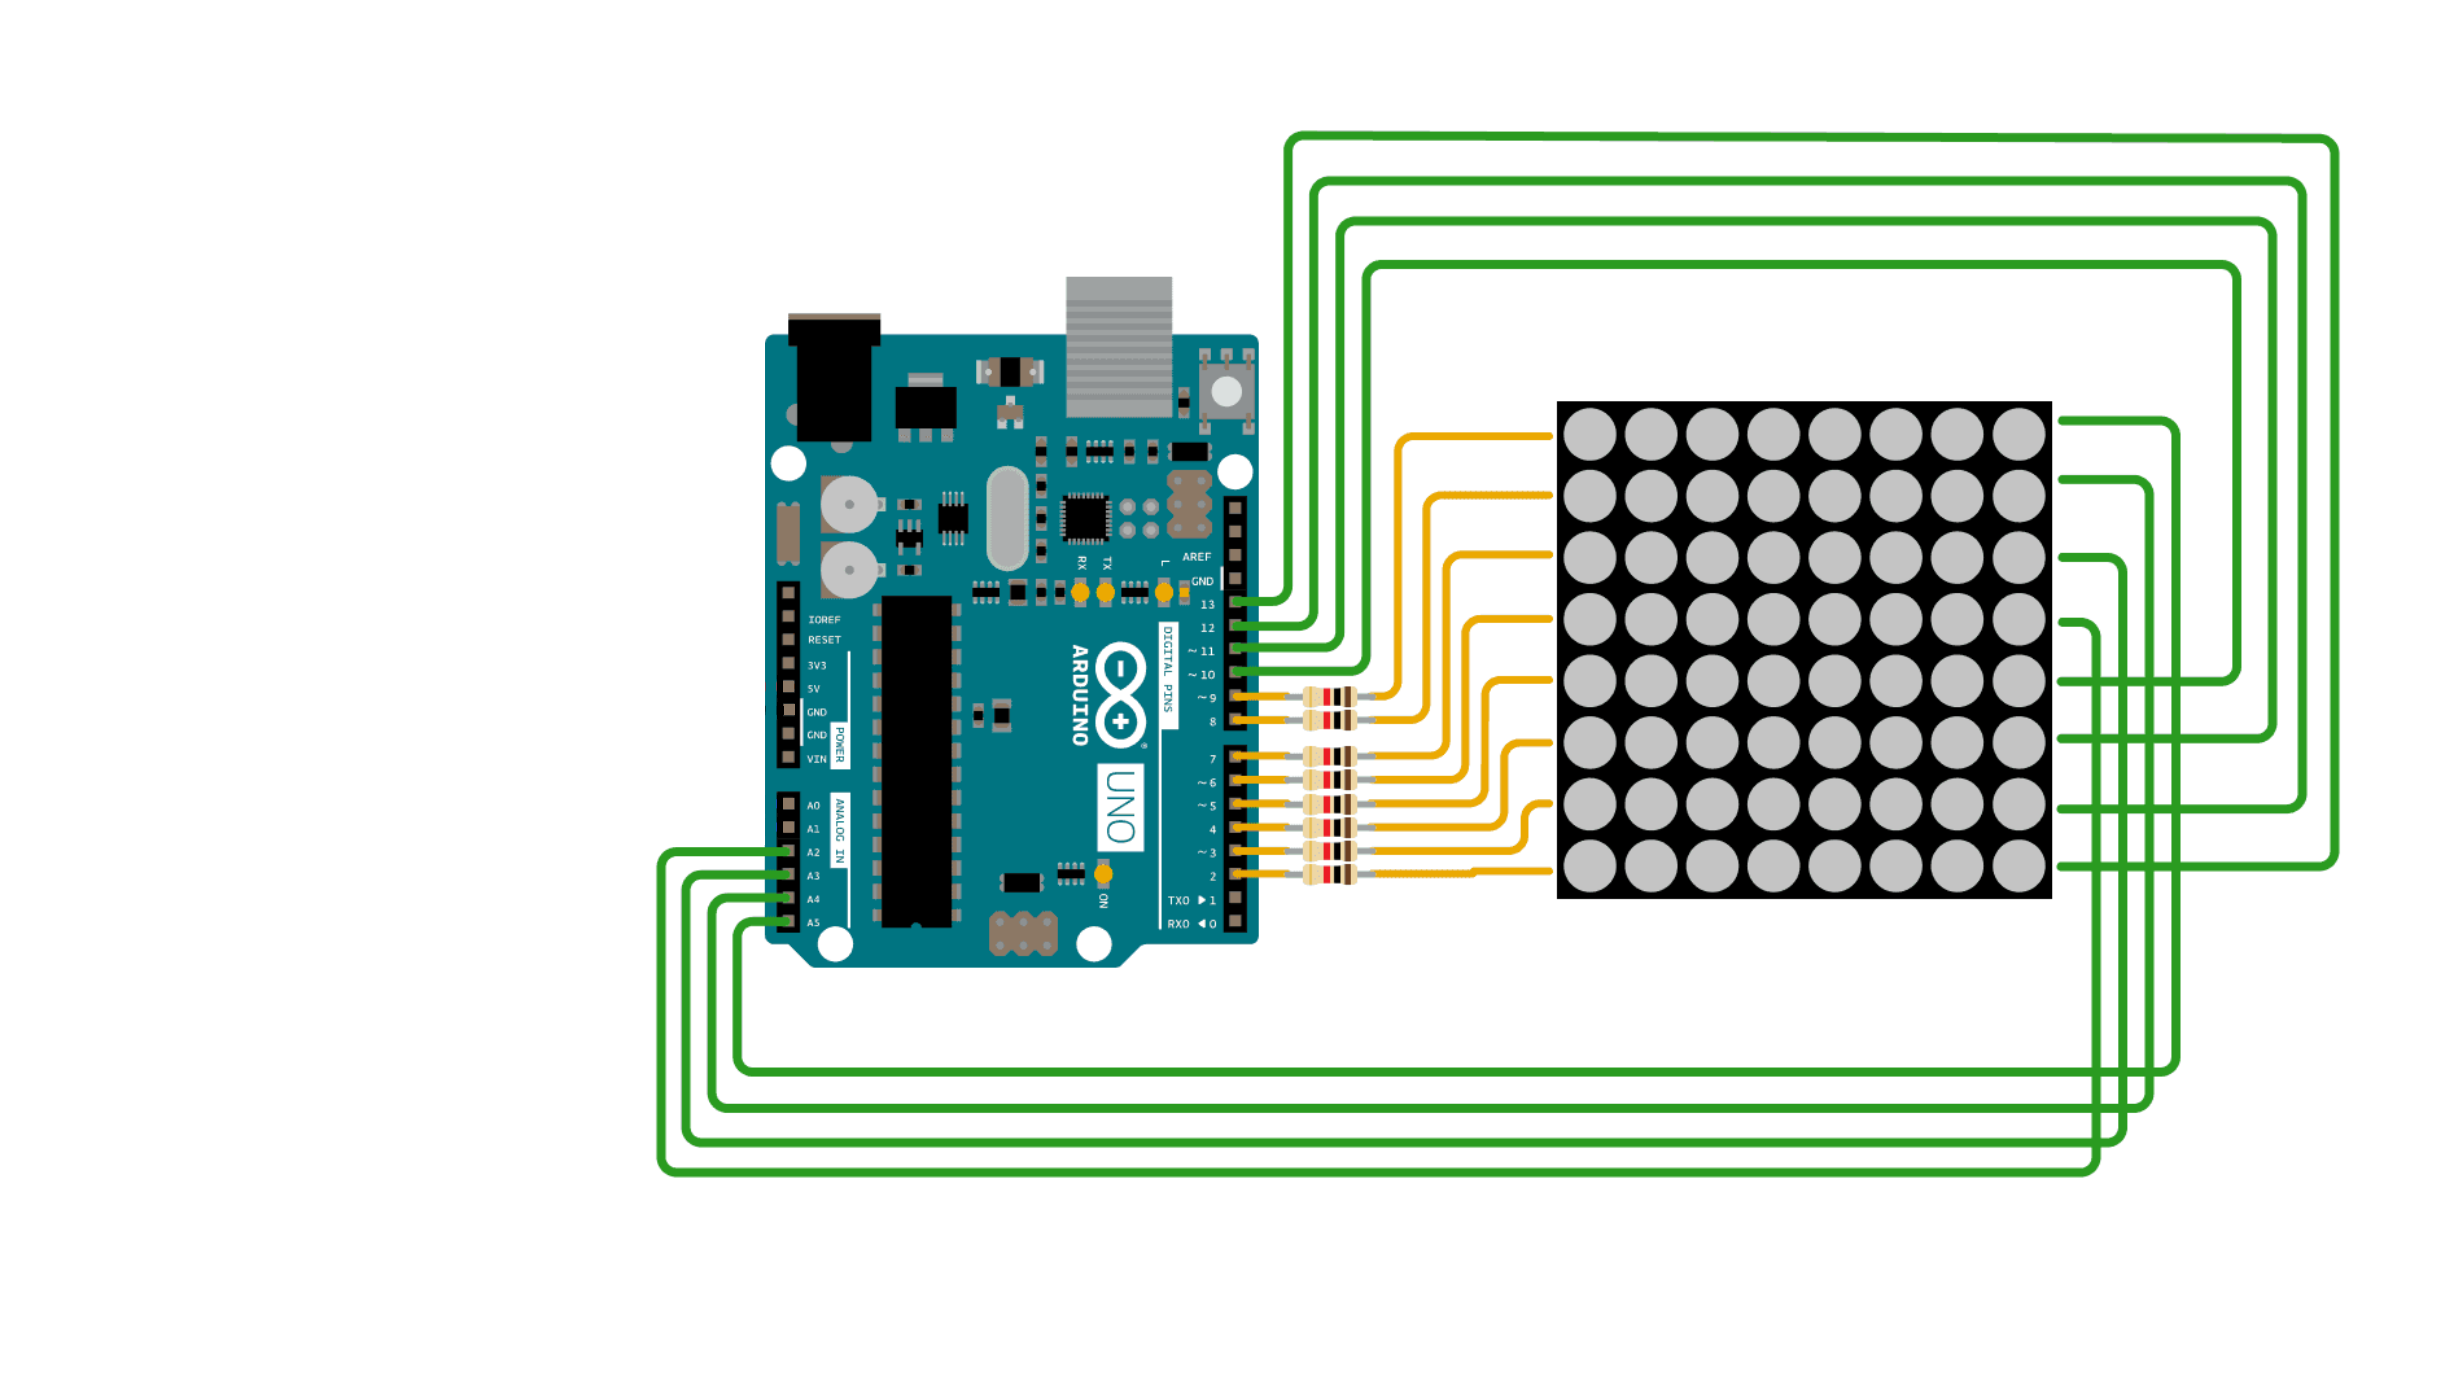 RX
TX
L
AREF
GND
13
12
~ 11
~ 10
~ 9
8
7
~ 6
~ 5
4
~ 3
2
TX0 ▶ 1
RX0 ◀ 0
DIGITAL PINS
ARDUINO
®
UNO
ON
IOREF
RESET
3V3
5V
GND
GND
VIN
POWER
A0
A1
A2
A3
A4
A5
ANALOG IN